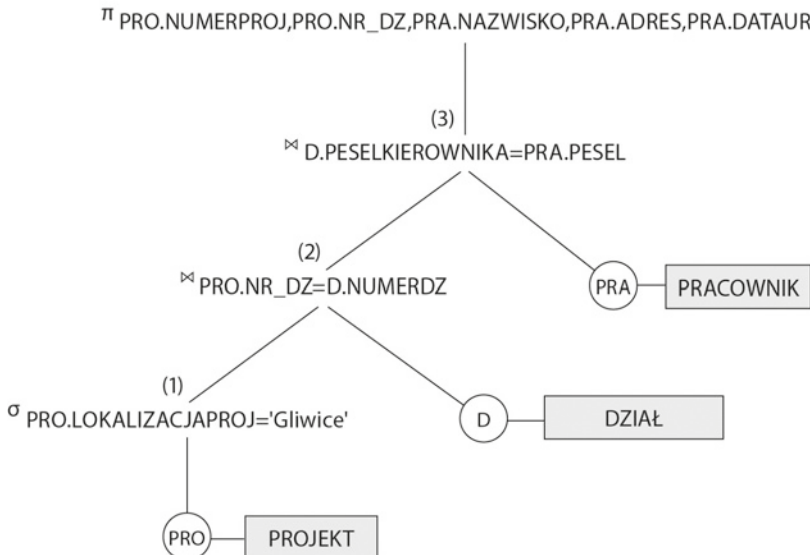 π PRO.NUMERPROJ,PRO.NR_DZ,PRA.NAZWISKO,PRA.ADRES,PRA.DATAUR
(3)
⋈ D.PESELKIEROWNIKA=PRA.PESEL
(2)
⋈ PRO.NR_DZ=D.NUMERDZ
PRA
PRACOWNIK
(1)
σ PRO.LOKALIZACJAPROJ='Gliwice'
D
DZIAŁ
PRO
PROJEKT